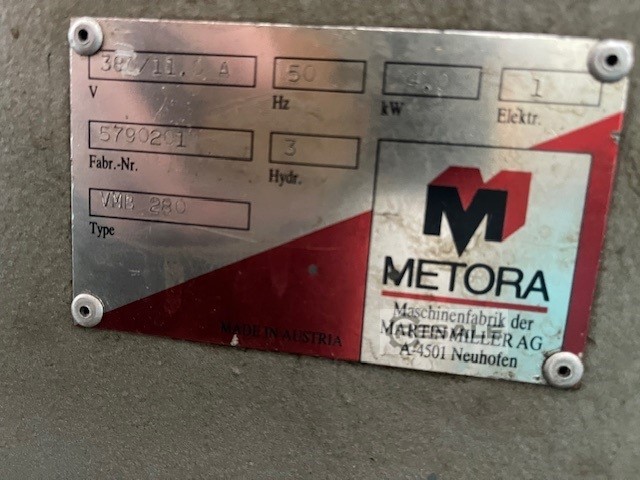 50 1
V Hz kW Elektr.
5790201 3
Fabr.-Nr. Hydr.
VMB 280
Type
M
METORA
Maschinenfabrik der
MARTIN MILLER AG
A-4501 Neuhofen
MADE IN AUSTRIA